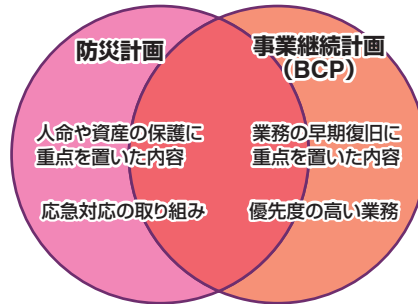 防災計画
人命や資産の保護に
重点を置いた内容
応急対応の取り組み
事業継続計画
（BCP）
業務の早期復旧に
重点を置いた内容
優先度の高い業務